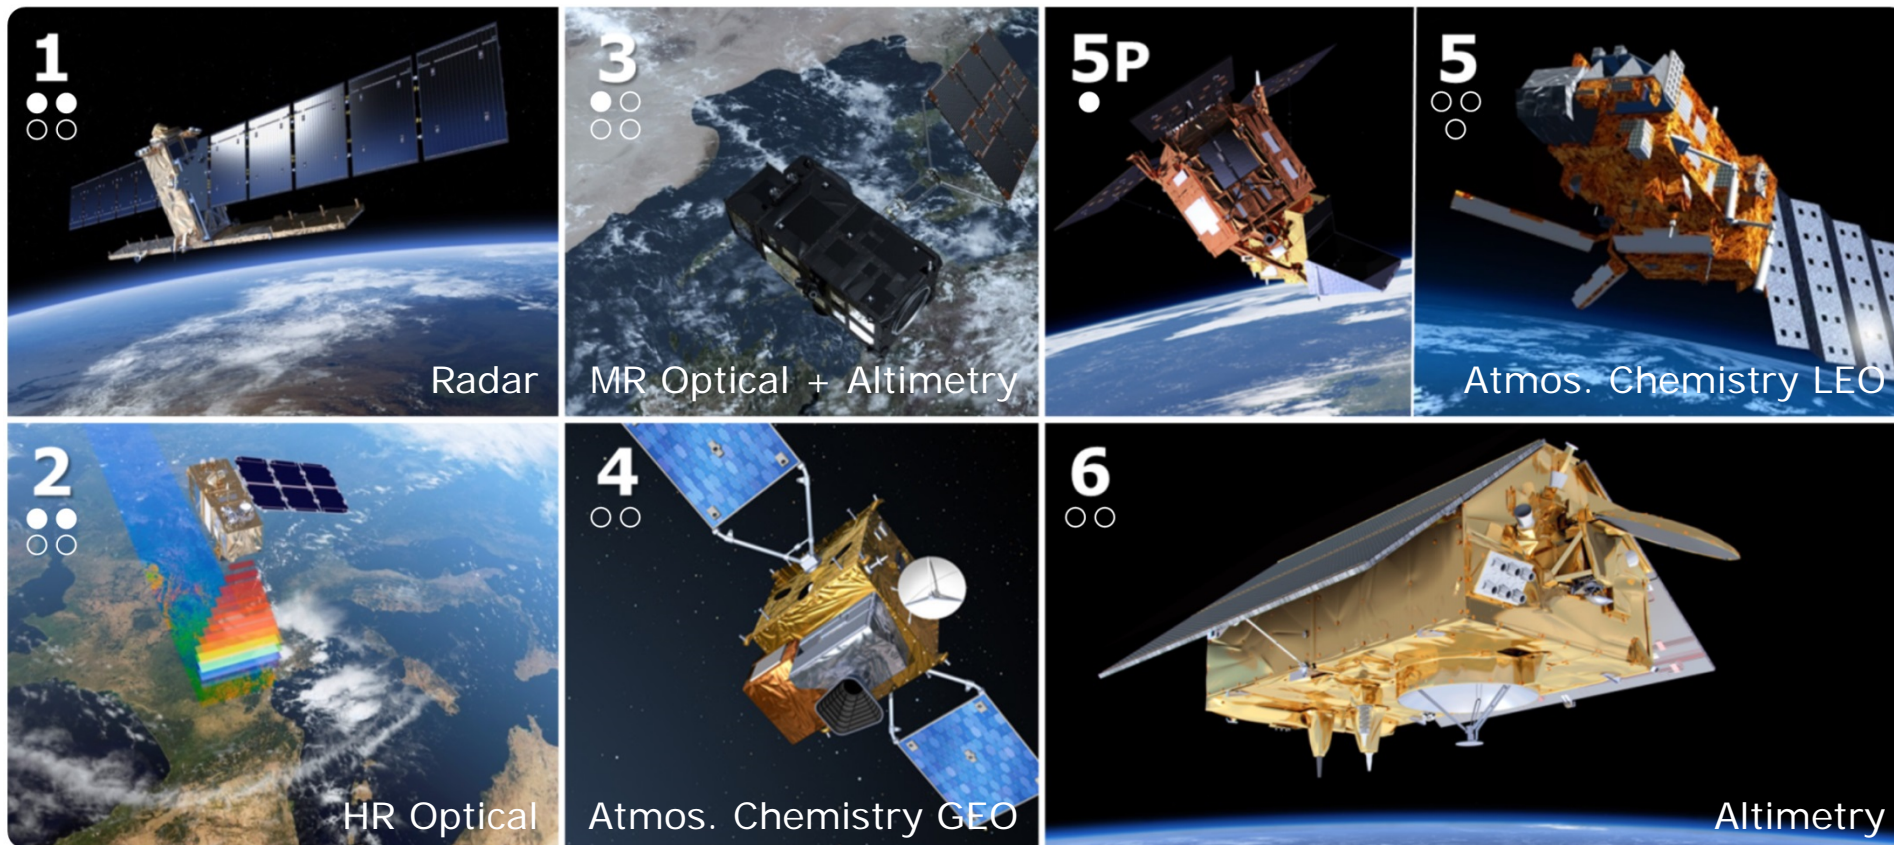 1
Radar
3
MR Optical + Altimetry
5P
5
Atmos. Chemistry LEO
2
HR Optical
4
Atmos. Chemistry GEO
6
Altimetry